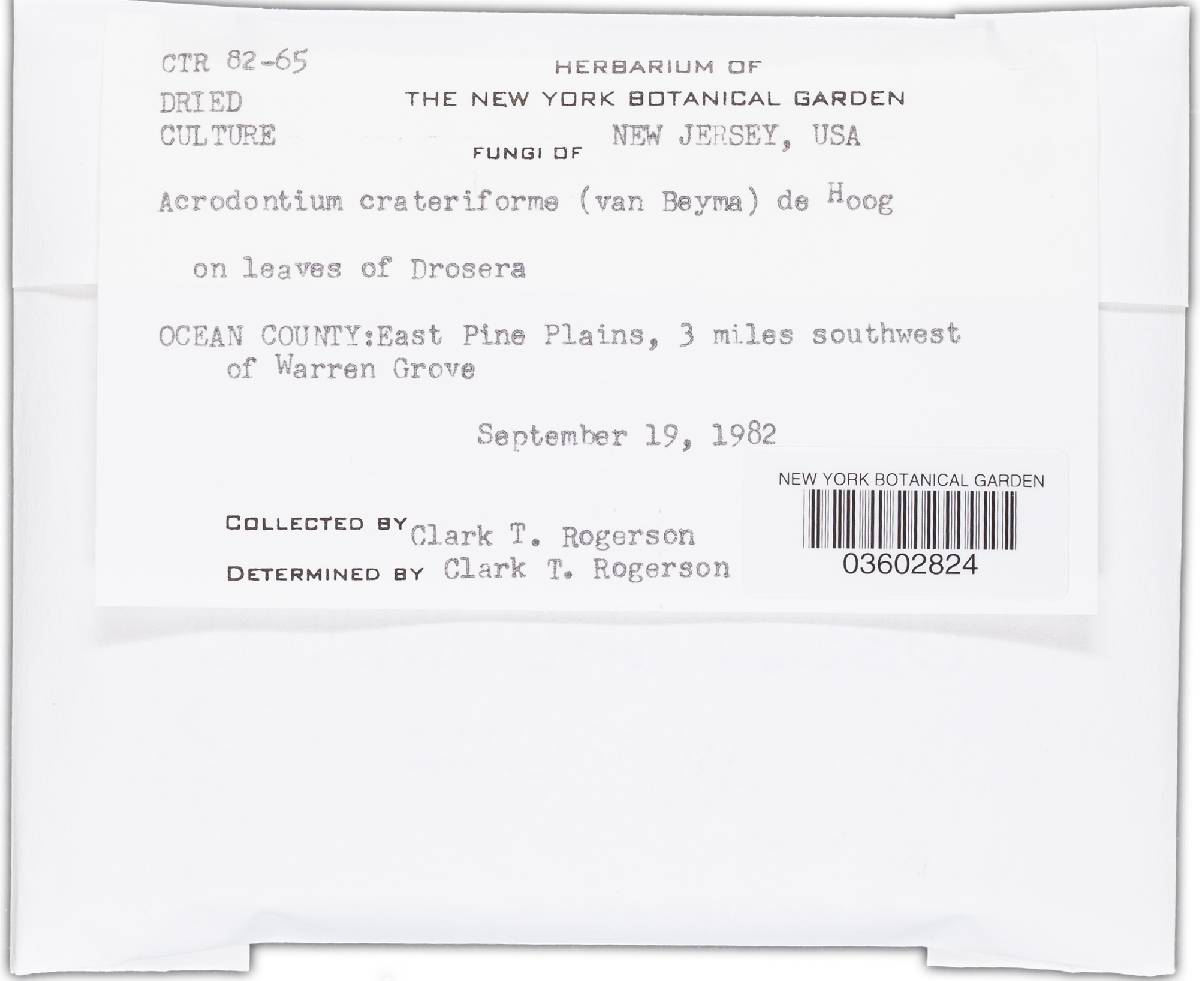 CTR 82-65
DRIED
CULTURE
HERBARIUM OF
THE NEW YORK BOTANICAL GARDEN
FUNGI OF NEW JERSEY, USA
Acrodontium crateriforme (van Beyma) de Hoog
on leaves of Drosera
OCEAN COUNTY:East Pine Plains, 3 miles southwest
of Warren Grove
September 19, 1982
COLLECTED BY Clark T. Rogerson
DETERMINED BY Clark T. Rogerson
NEW YORK BOTANICAL GARDEN
03602824